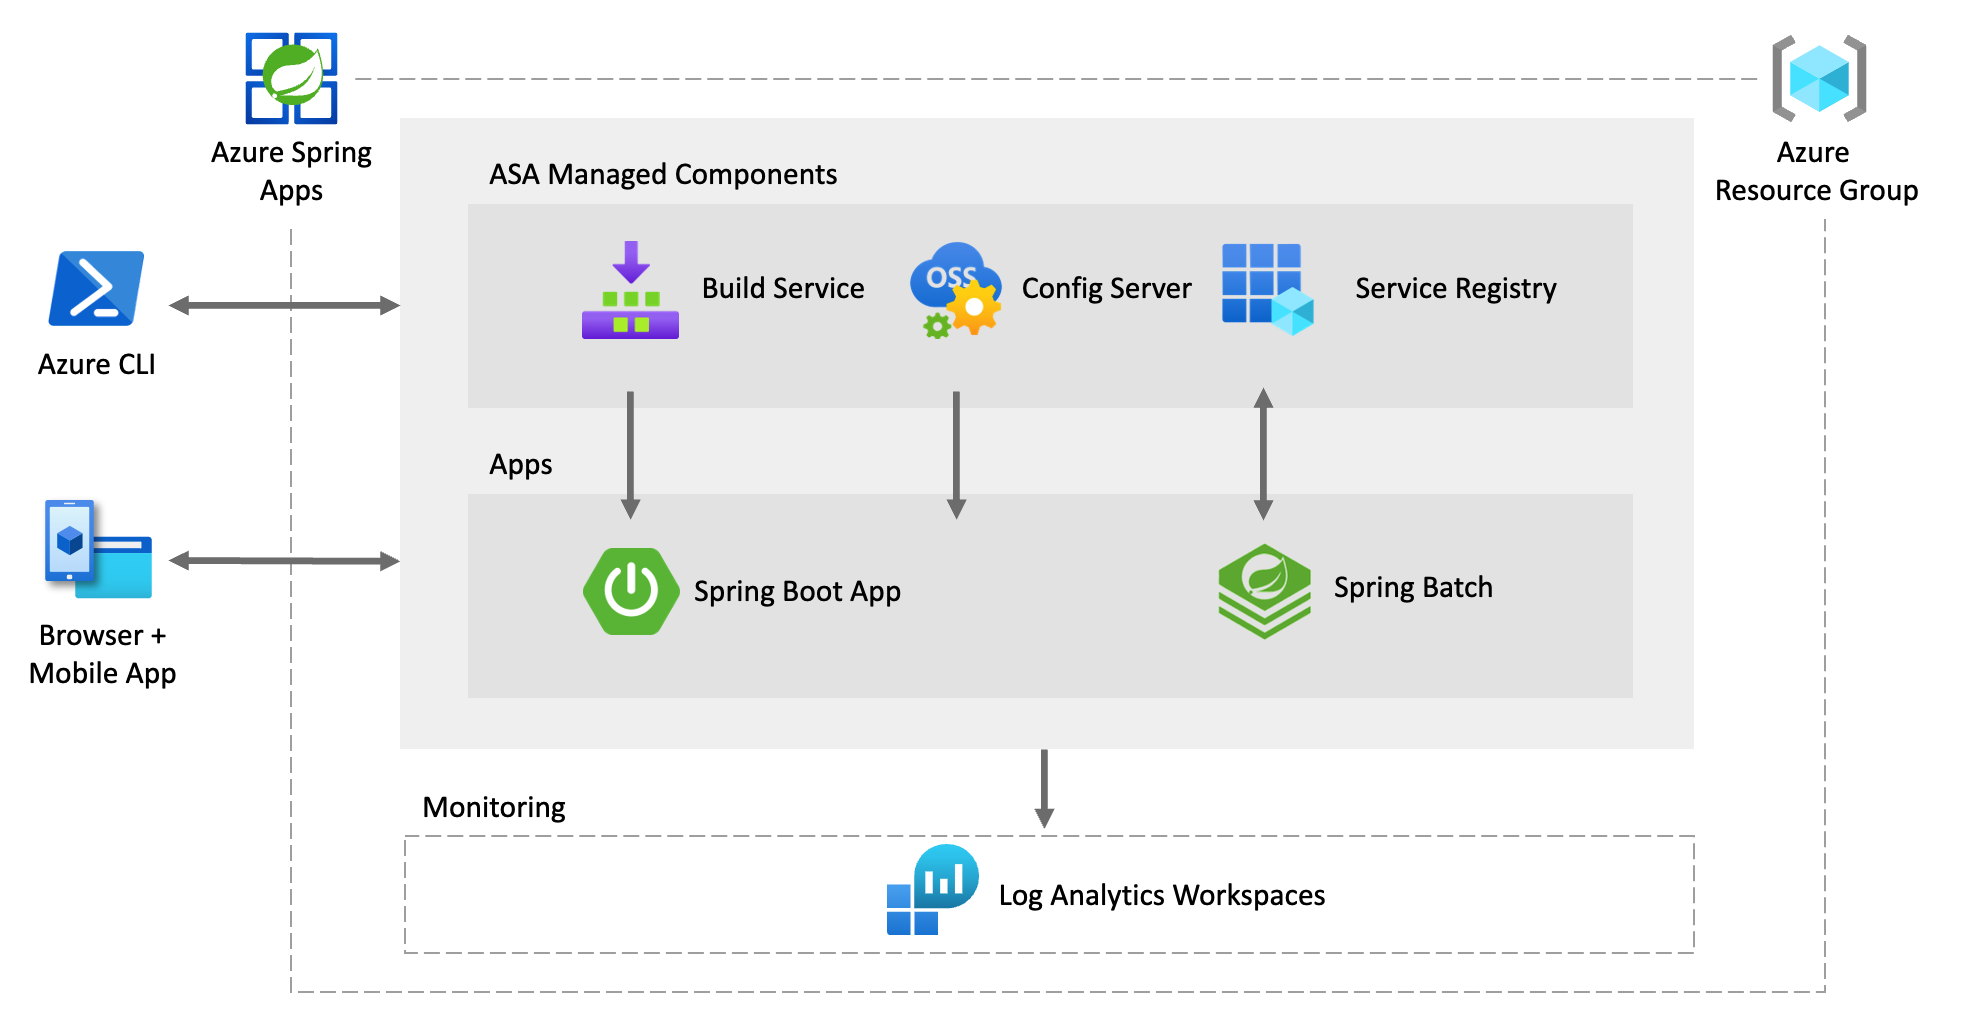 Azure Spring
Apps
Azure
Resource Group
ASA Managed Components
OSS
Build Service
Config Server
Service Registry
Azure CLI
Apps
Spring Boot App
Spring Batch
Browser +
Mobile App
Monitoring
Log Analytics Workspaces